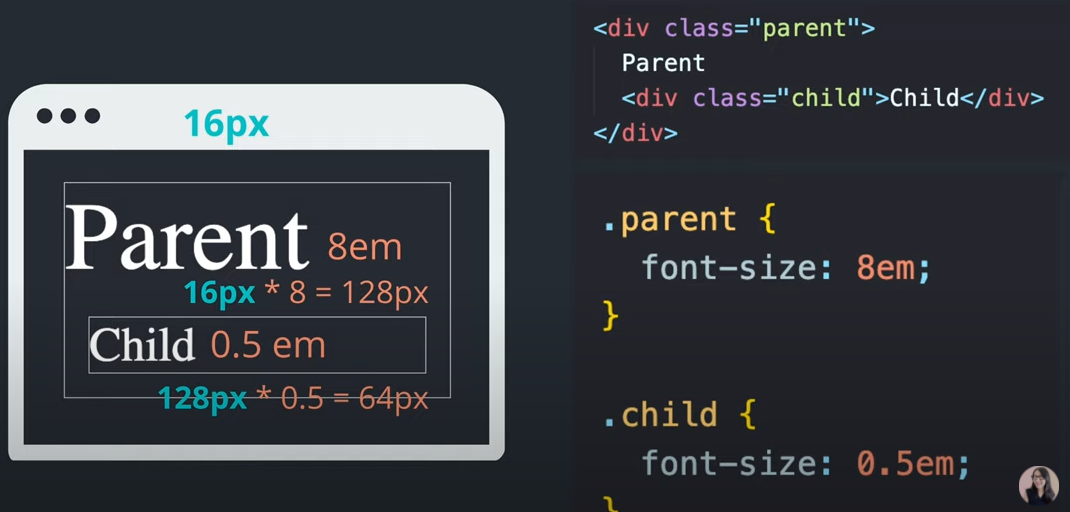 16px
Parent 8em
16px * 8 = 128px
Child 0.5 em
128px * 0.5 = 64px
<div class="parent">
Parent
<div class="child">Child</div>
</div>
.parent {
font-size: 8em;
}
.child {
font-size: 0.5em;
}